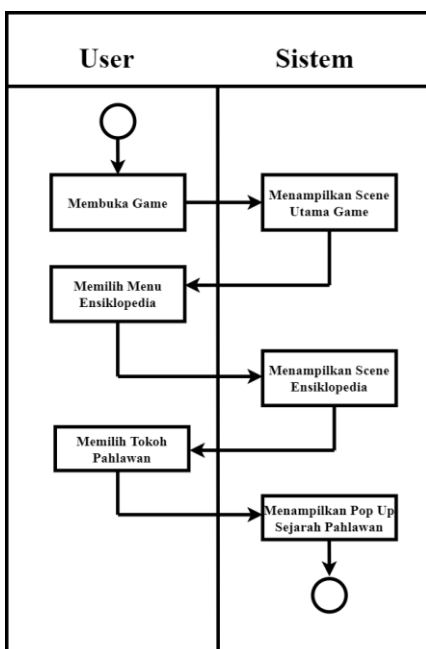 User
Sistem
Membuka Game
Menampilkan Scene
Utama Game
Memilih Menu
Ensiklopedia
Menampilkan Scene
Ensiklopedia
Memilih Tokoh
Pahlawan
Menampilkan Pop Up
Sejarah Pahlawan